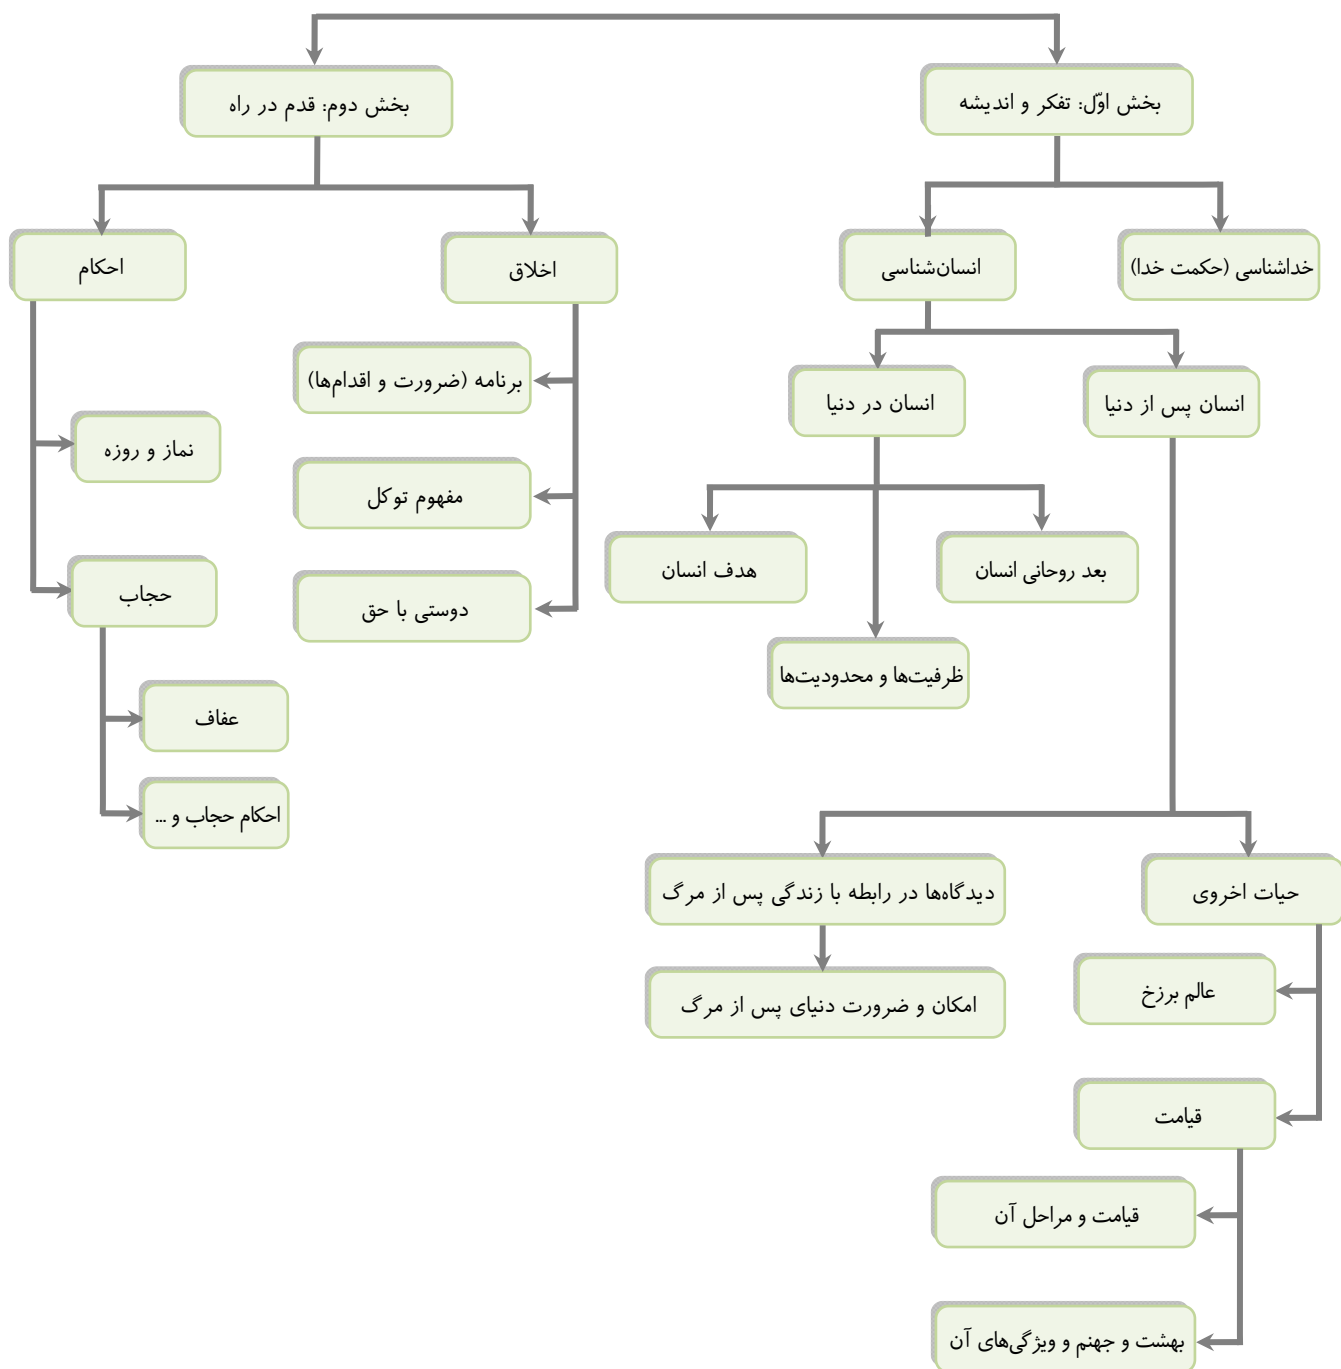 بخش اوّل: تفکر و اندیشه
بخش دوم: قدم در راه
خداشناسی (حکمت خدا)
انسان‌شناسی
اخلاق
احکام
انسان پس از دنیا
انسان در دنیا
برنامه (ضرورت و اقدام‌ها)
نماز و روزه
مفهوم توکل
بعد روحانی انسان
هدف انسان
حجاب
دوستی با حق
ظرفیت‌ها و محدودیت‌ها
عفاف
احکام حجاب و ...
حیات اخروی
دیدگاه‌ها در رابطه با زندگی پس از مرگ
عالم برزخ
امکان و ضرورت دنیای پس از مرگ
قیامت
قیامت و مراحل آن
بهشت و جهنم و ویژگی‌های آن